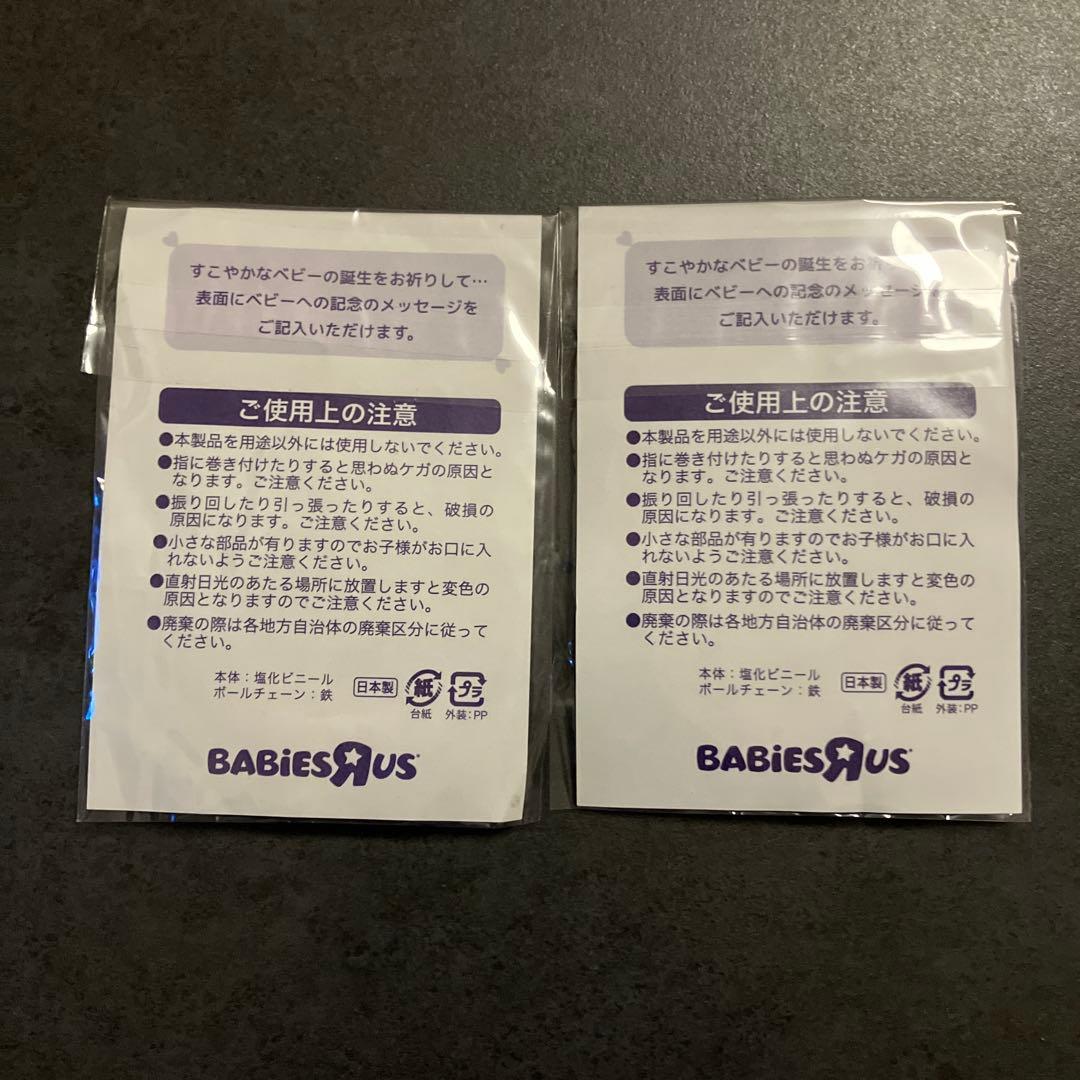 すこやかなベビーの誕生をお祈りして…
表面にベビーへの記念のメッセージを
ご記入いただけます。
ご使用上の注意
●本製品を用途以外には使用しないでください。
●指に巻き付けたりすると思わぬケガの原因と
なります。ご注意ください。
●振り回したり引っ張ったりすると、破損の
原因になります。ご注意ください。
●小さな部品が有りますのでお子様がお口に入
れないようご注意ください。
●直射日光のあたる場所に放置しますと変色の
原因となりますのでご注意ください。
●廃棄の際は各地方自治体の廃棄区分に従って
ください。
本体：塩化ビニール
ボールチェーン：鉄
日本製
紙
台紙
プラ
外装：PP
BABiESRUS
すこやかなベビーの誕生をお祈
表面にベビーへの記念のメッセージを
ご記入いただけます。
ご使用上の注意
●本製品を用途以外には使用しないでください。
●指に巻き付けたりすると思わぬケガの原因と
なります。ご注意ください。
●振り回したり引っ張ったりすると、破損の
原因になります。ご注意ください。
●小さな部品が有りますのでお子様がお口に入
れないようご注意ください。
●直射日光のあたる場所に放置しますと変色の
原因となりますのでご注意ください。
●廃棄の際は各地方自治体の廃棄区分に従って
ください。
本体：塩化ビニール
ボールチェーン：鉄
日本製
紙
台紙
プラ
外装：PP
BABiESRUS